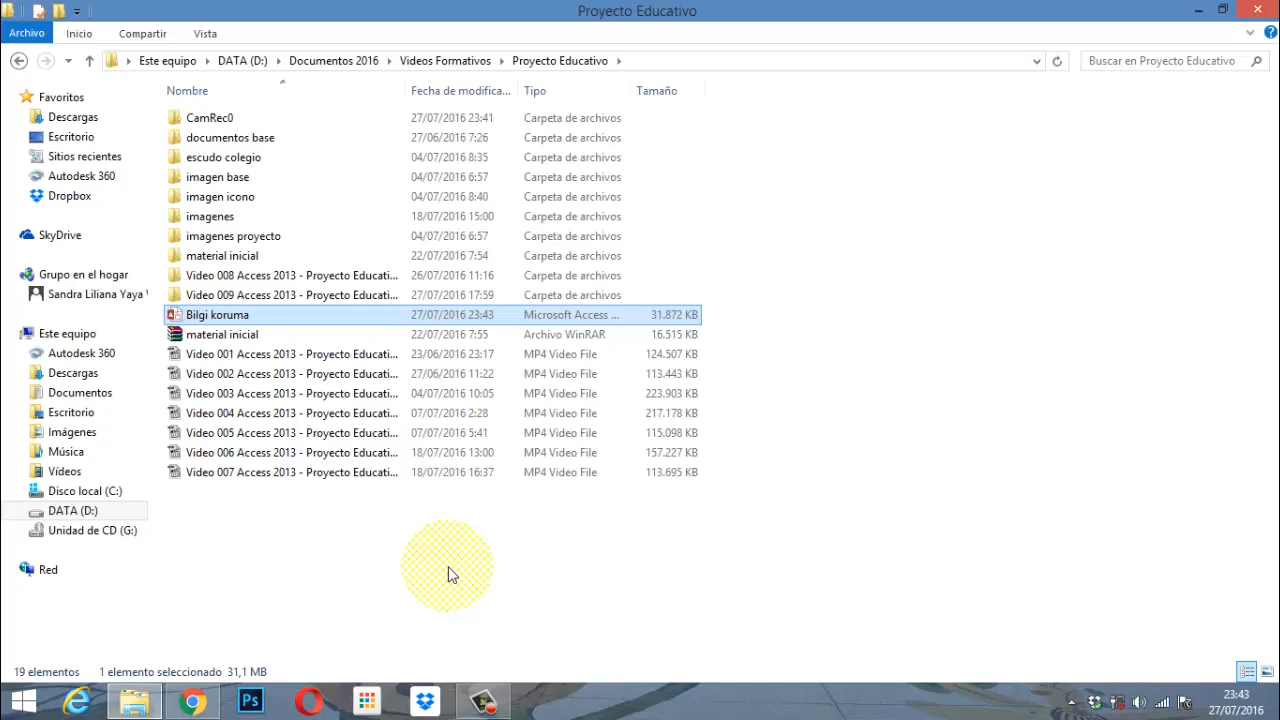 Proyecto Educativo
Archivo Inicio Compartir Vista
Este equipo DATA (D:) Documentos 2016 Videos Formativos Proyecto Educativo Buscar en Proyecto Educativo
Nombre Fecha de modifica... Tipo Tamaño
Favoritos
Descargas
Escritorio
Sitios recientes
Autodesk 360
Dropbox
SkyDrive
Grupo en el hogar
Sandra Liliana Yaya
Este equipo
Autodesk 360
Descargas
Documentos
Escritorio
Imágenes
Música
Vídeos
Disco local (C:)
DATA (D:)
Unidad de CD (G:)
Red
CamRec0 27/07/2016 23:41 Carpeta de archivos
documentos base 27/06/2016 7:26 Carpeta de archivos
escudo colegio 04/07/2016 8:35 Carpeta de archivos
imagen base 04/07/2016 6:57 Carpeta de archivos
imagen icono 04/07/2016 8:40 Carpeta de archivos
imagenes 18/07/2016 15:00 Carpeta de archivos
imagenes proyecto 04/07/2016 6:57 Carpeta de archivos
material inicial 22/07/2016 7:54 Carpeta de archivos
Video 008 Access 2013 - Proyecto Educati... 26/07/2016 11:16 Carpeta de archivos
Video 009 Access 2013 - Proyecto Educati... 27/07/2016 17:59 Carpeta de archivos
Bilgi koruma 27/07/2016 23:43 Microsoft Access ... 31.872 KB
material inicial 22/07/2016 7:55 Archivo WinRAR 16.515 KB
Video 001 Access 2013 - Proyecto Educati... 23/06/2016 23:17 MP4 Video File 124.507 KB
Video 002 Access 2013 - Proyecto Educati... 27/06/2016 11:22 MP4 Video File 113.443 KB
Video 003 Access 2013 - Proyecto Educati... 04/07/2016 10:05 MP4 Video File 223.903 KB
Video 004 Access 2013 - Proyecto Educati... 07/07/2016 2:28 MP4 Video File 217.178 KB
Video 005 Access 2013 - Proyecto Educati... 07/07/2016 5:41 MP4 Video File 115.098 KB
Video 006 Access 2013 - Proyecto Educati... 18/07/2016 13:00 MP4 Video File 157.227 KB
Video 007 Access 2013 - Proyecto Educati... 18/07/2016 16:37 MP4 Video File 113.695 KB
19 elementos 1 elemento seleccionado 31,1 MB
Ps
23:43
27/07/2016